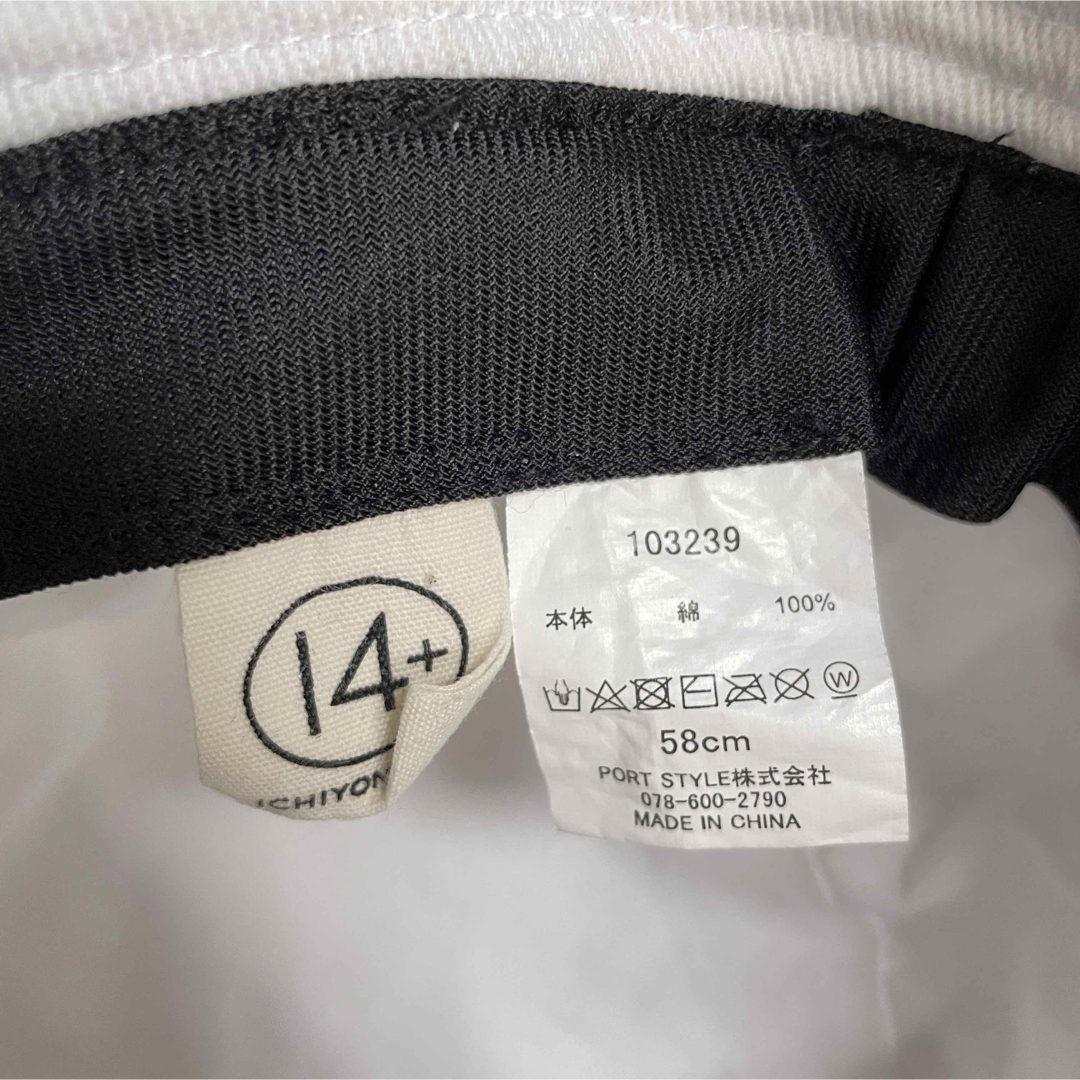 14+
103239
本体 綿 100%
W
58cm
PORT STYLE株式会社
078-600-2790
MADE IN CHINA